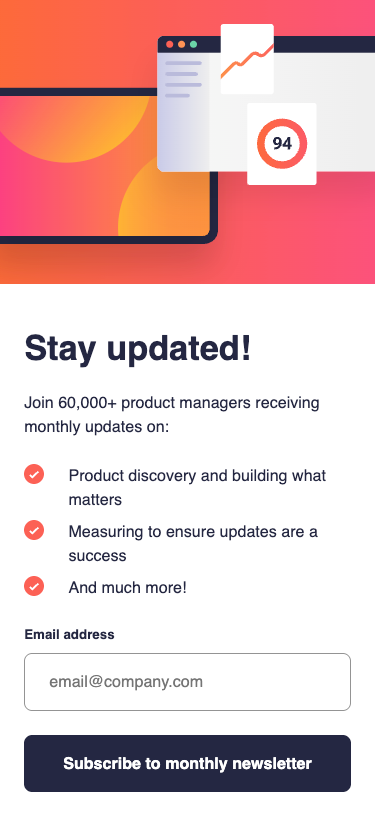 94
Stay updated!
Join 60,000+ product managers receiving
monthly updates on:
Product discovery and building what
matters
Measuring to ensure updates are a
success
And much more!
Email address
email@company.com
Subscribe to monthly newsletter